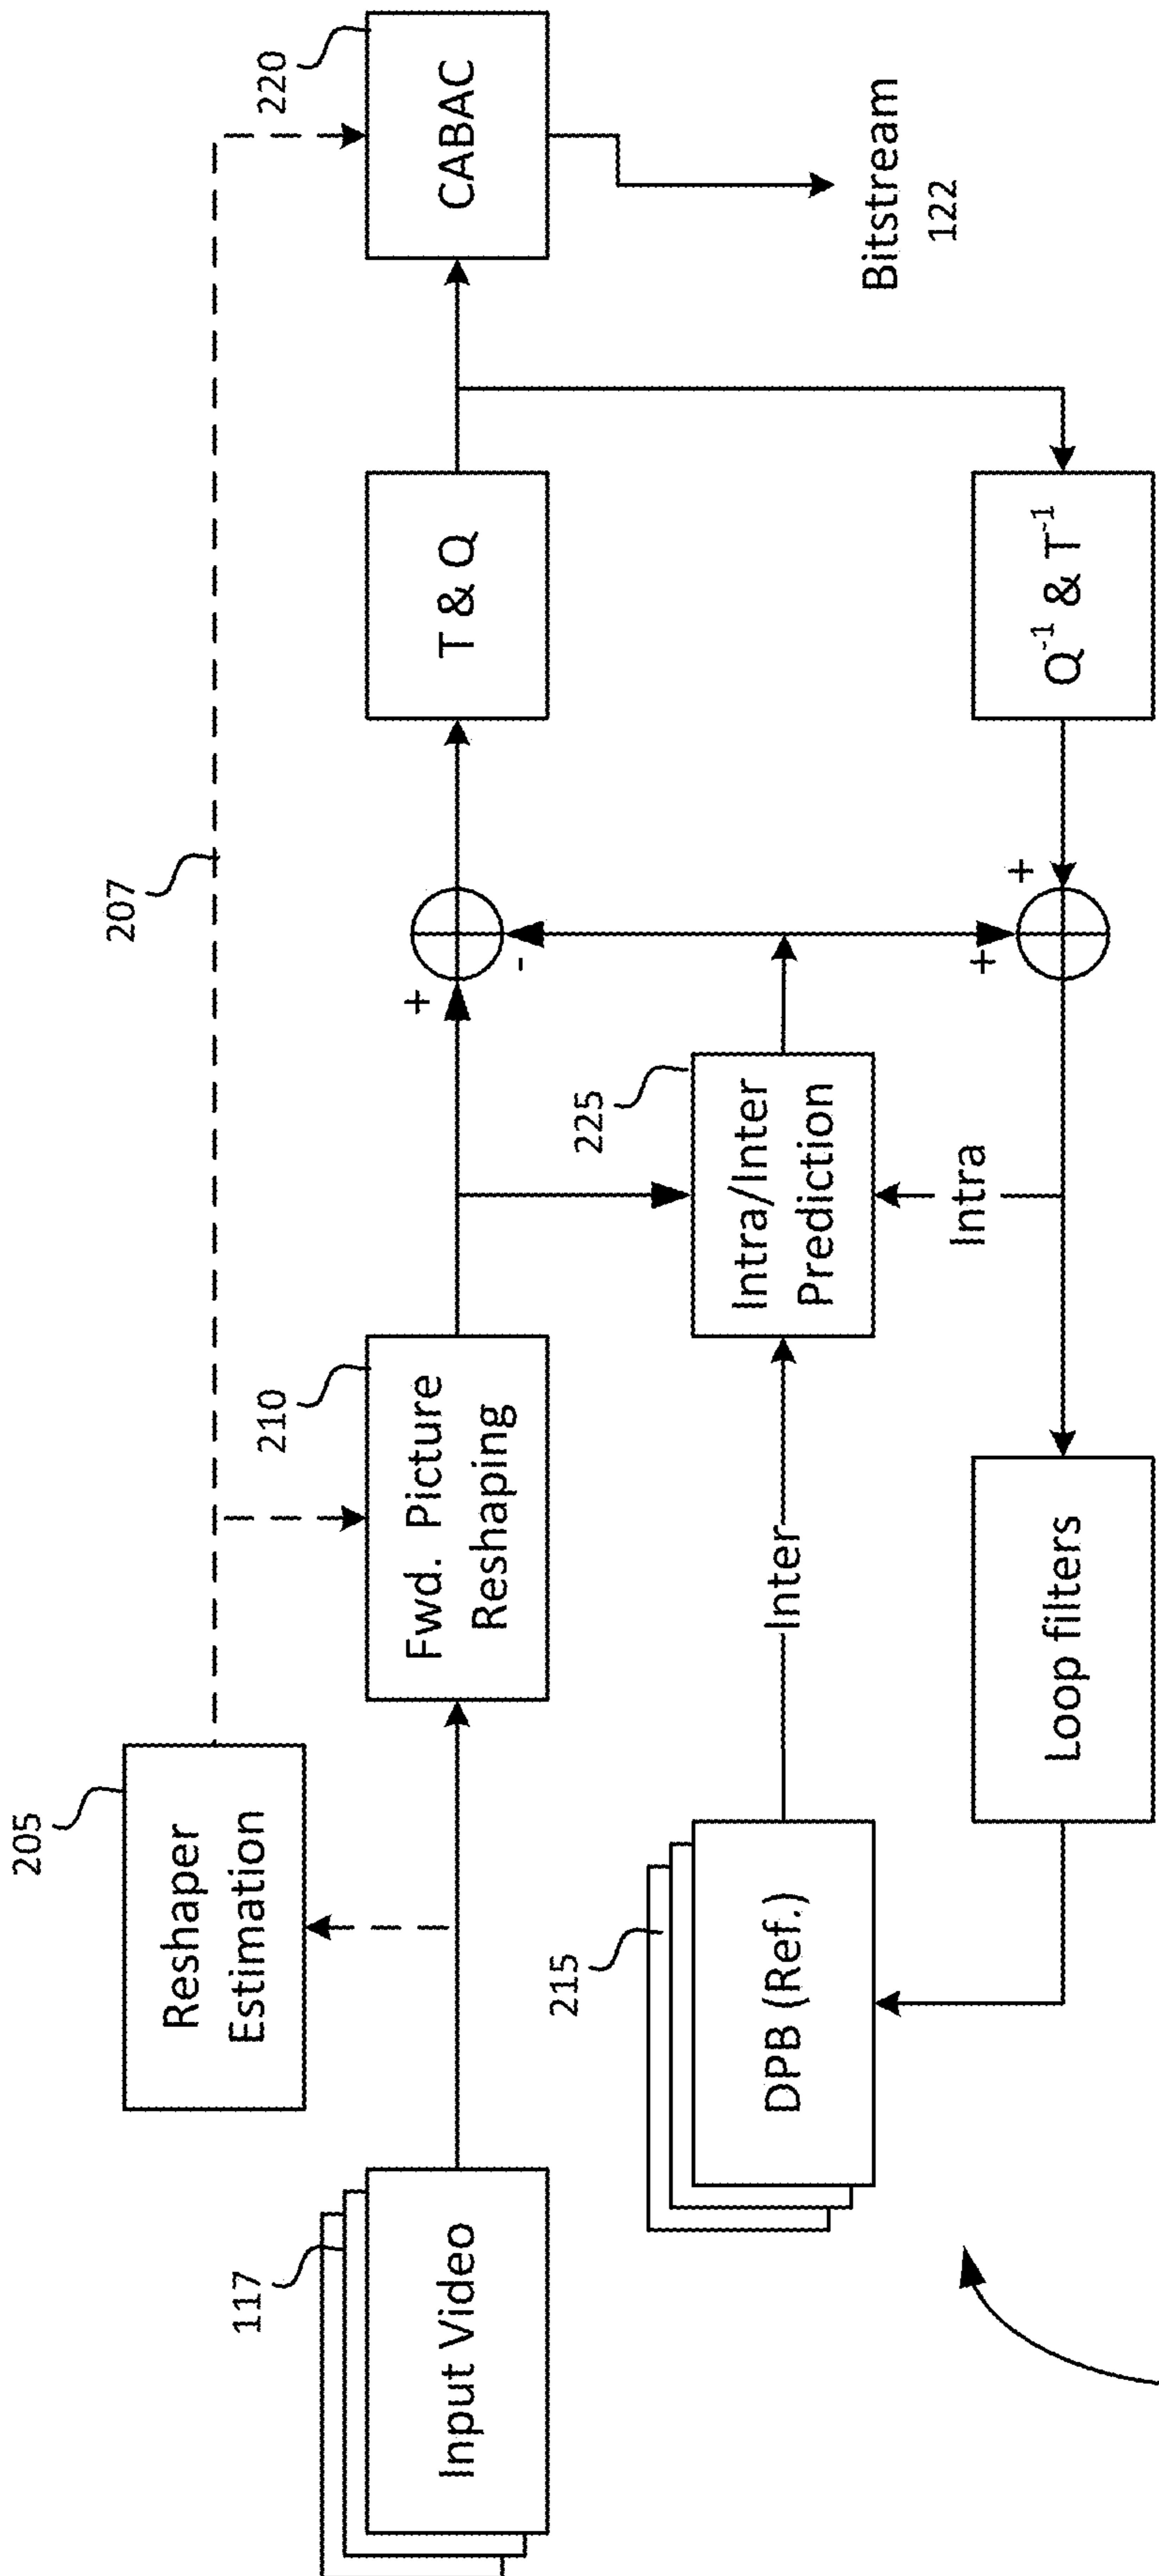 205
Reshaper
Estimation
207
117
Input Video
210
Fwd. Picture
Reshaping
+
-
T & Q
220
CABAC
Bitstream
122
215
DPB (Ref.)
Inter
225
Intra/Inter
Prediction
Intra
+
+
Loop filters
Q⁻¹ & T⁻¹